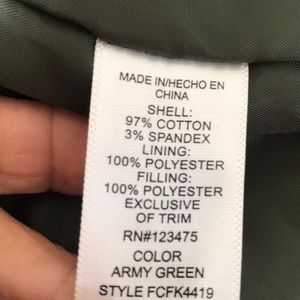 MADE IN/HECHO EN
CHINA
SHELL:
97% COTTON
3% SPANDEX
LINING:
100% POLYESTER
FILLING:
100% POLYESTER
EXCLUSIVE
OF TRIM
RN#123475
COLOR
ARMY GREEN
STYLE FCFK4419